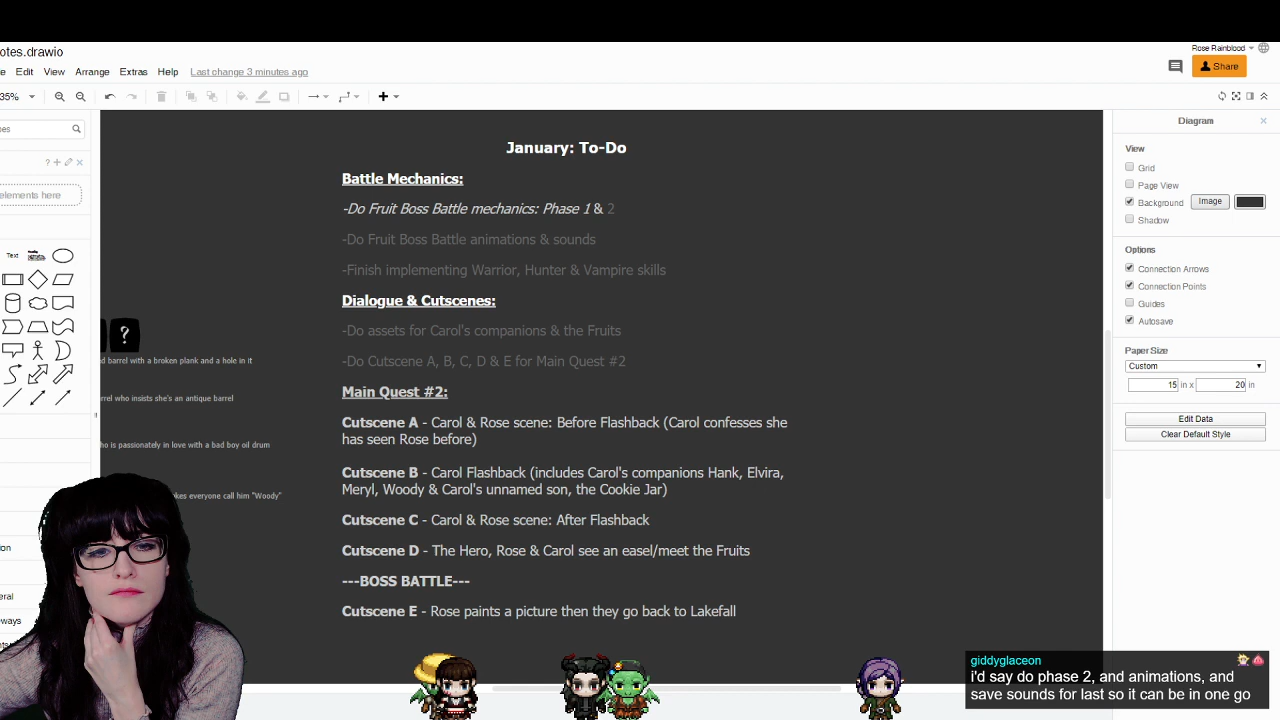 otes.drawio
Rose Rainblood
Edit View Arrange Extras Help Last change 3 minutes ago
Share
35%
Diagram
View
Grid
Page View
Background Image
Shadow
Options
Connection Arrows
Connection Points
Guides
Autosave
Paper Size
Custom
15 in x 20 in
Edit Data
Clear Default Style
elements here
Text
?
January: To-Do
Battle Mechanics:
-Do Fruit Boss Battle mechanics: Phase 1 & 2
-Do Fruit Boss Battle animations & sounds
-Finish implementing Warrior, Hunter & Vampire skills
Dialogue & Cutscenes:
-Do assets for Carol's companions & the Fruits
-Do Cutscene A, B, C, D & E for Main Quest #2
Main Quest #2:
Cutscene A - Carol & Rose scene: Before Flashback (Carol confesses she
has seen Rose before)
Cutscene B - Carol Flashback (includes Carol's companions Hank, Elvira,
Meryl, Woody & Carol's unnamed son, the Cookie Jar)
Cutscene C - Carol & Rose scene: After Flashback
Cutscene D - The Hero, Rose & Carol see an easel/meet the Fruits
---BOSS BATTLE---
Cutscene E - Rose paints a picture then they go back to Lakefall
?
d barrel with a broken plank and a hole in it
rrel who insists she's an antique barrel
ho is passionately in love with a bad boy oil drum
kes everyone call him "Woody"
giddyglaceon
i'd say do phase 2, and animations, and
save sounds for last so it can be in one go